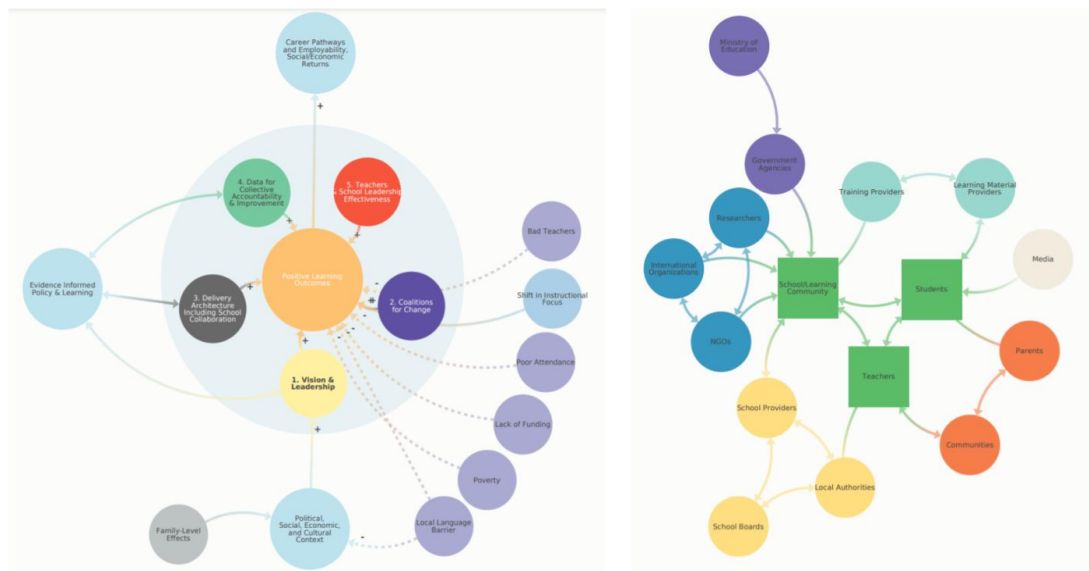 Career Pathways
and Employability,
Social/Economic
Returns
+
4. Data for
Collective
Accountability
& Improvement
+
5. Teachers
& School Leadership
Effectiveness
+
Bad Teachers
Evidence Informed
Policy & Learning
3. Delivery
Architecture
Including School
Collaboration
+
Positive Learning
Outcomes
2. Coalitions
for Change
-
+
-
-
-
-
Shift in Instructional
Focus
+
1. Vision &
Leadership
+
Poor Attendance
Lack of Funding
Poverty
Local Language
Barrier
-
Political,
Social, Economic,
and Cultural
Context
Family-Level
Effects
Ministry of
Education
Government
Agencies
Training Providers
Learning Material
Providers
Researchers
International
Organizations
NGOs
School/Learning
Community
Students
Media
Teachers
Parents
Communities
School Providers
Local Authorities
School Boards